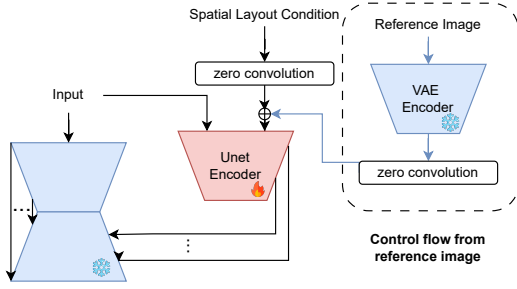 Spatial Layout Condition
Reference Image
zero convolution
VAE
Encoder
Input
Unet
Encoder
zero convolution
...
...
Control flow from
reference image